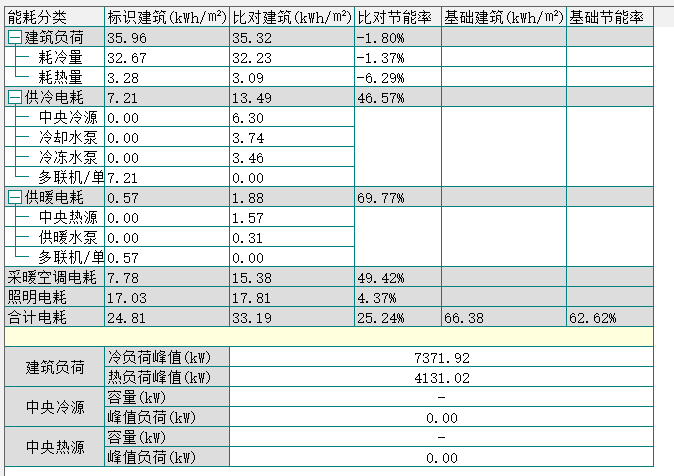 能耗分类 标识建筑(kWh/㎡) 比对建筑(kWh/㎡) 比对节能率 基础建筑(kWh/㎡) 基础节能率
建筑负荷 35.96 35.32 -1.80%
耗冷量 32.67 32.23 -1.37%
耗热量 3.28 3.09 -6.29%
供冷电耗 7.21 13.49 46.57%
中央冷源 0.00 6.30
冷却水泵 0.00 3.74
冷冻水泵 0.00 3.46
多联机/单 7.21 0.00
供暖电耗 0.57 1.88 69.77%
中央热源 0.00 1.57
供暖水泵 0.00 0.31
多联机/单 0.57 0.00
采暖空调电耗 7.78 15.38 49.42%
照明电耗 17.03 17.81 4.37%
合计电耗 24.81 33.19 25.24% 66.38 62.62%
建筑负荷 冷负荷峰值(kW) 7371.92
热负荷峰值(kW) 4131.02
中央冷源 容量(kW) -
峰值负荷(kW) 0.00
中央热源 容量(kW) -
峰值负荷(kW) 0.00